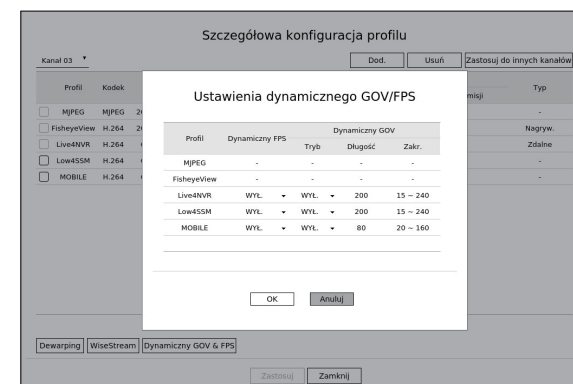 Szczegółowa konfiguracja profilu
Kanał 03
Dod. Usuń Zastosuj do innych kanałów
Profil Kodek misji Typ
MJPEG MJPEG -
FisheyeView H.264 Nagryw.
Live4NVR H.264 Zdalne
Low4SSM H.264 -
MOBILE H.264 -
Ustawienia dynamicznego GOV/FPS
Profil Dynamiczny FPS Dynamiczny GOV
Tryb Długość Zakr.
MJPEG - - - -
FisheyeView - - - -
Live4NVR WYŁ. WYŁ. 200 15 ~ 240
Low4SSM WYŁ. WYŁ. 200 15 ~ 240
MOBILE WYŁ. WYŁ. 80 20 ~ 160
OK Anuluj
Dewarping WiseStream Dynamiczny GOV & FPS
Zastosuj Zamknij